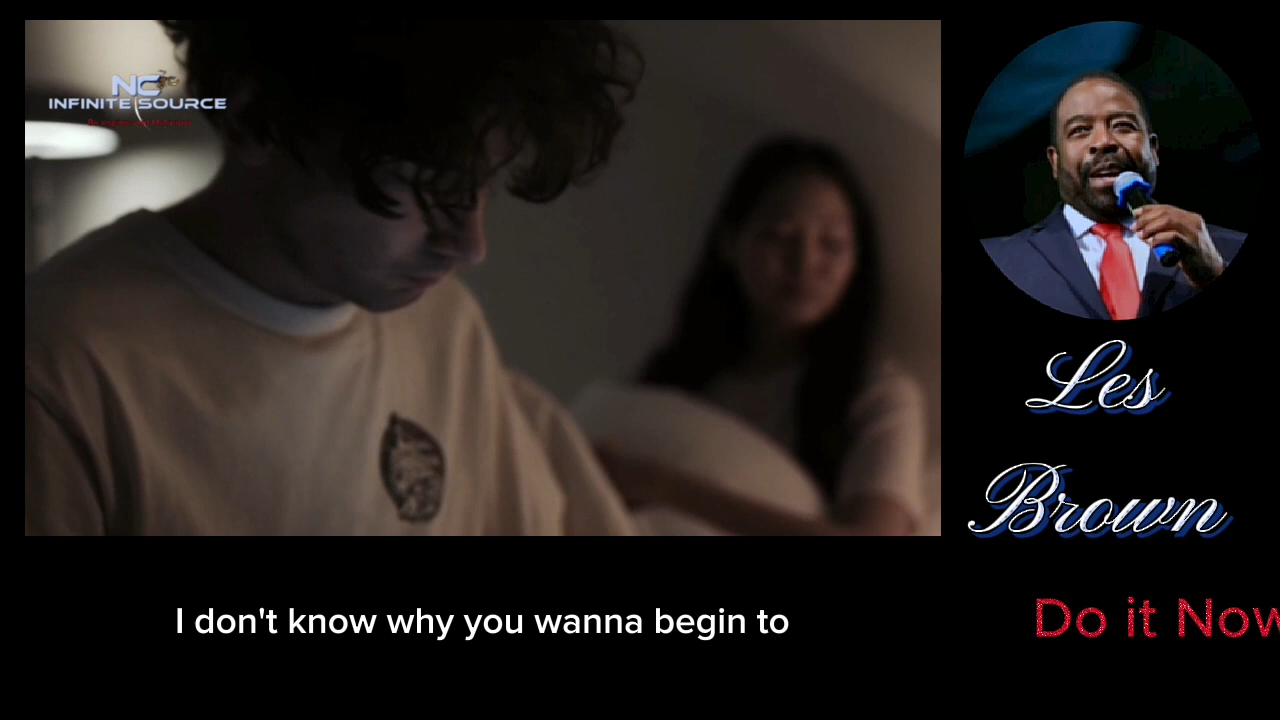 NC
INFINITE SOURCE
Les
Brown
I don't know why you wanna begin to
Do it Now